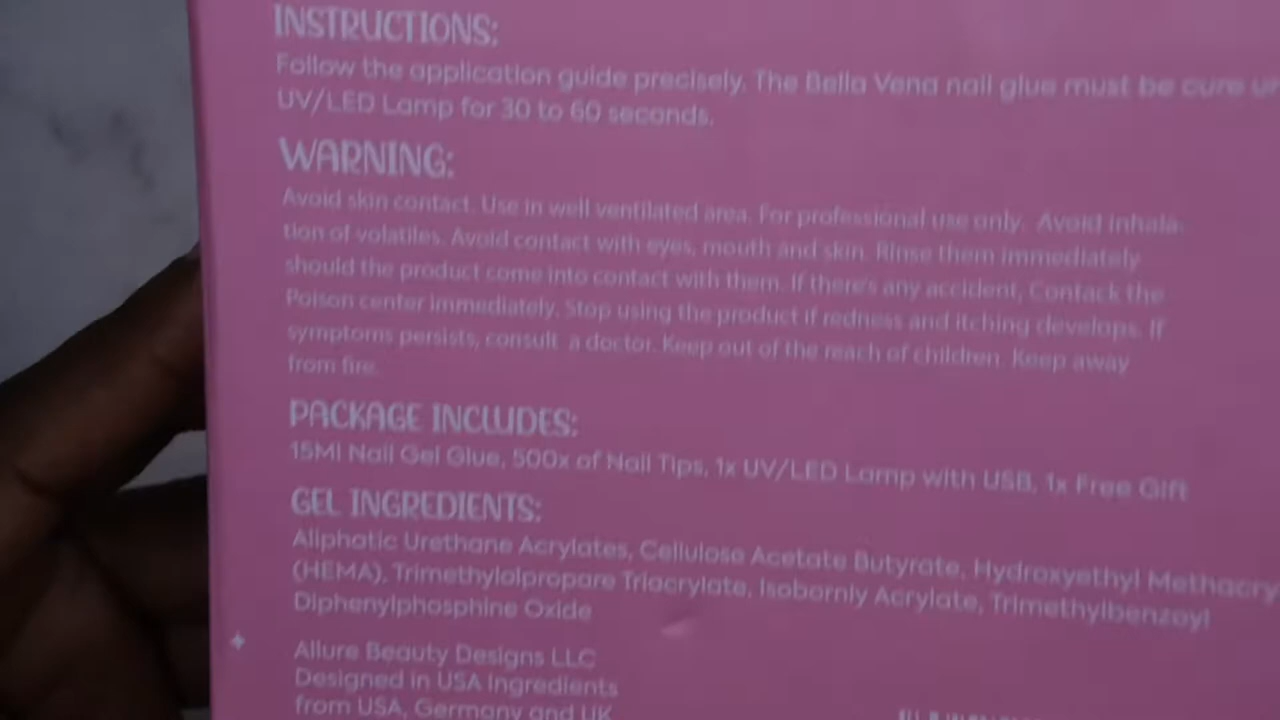 INSTRUCTIONS:
Follow the application guide precisely. The Bella Vena nail glue must be cure
UV/LED Lamp for 30 to 60 seconds.
WARNING:
Avoid skin contact. Use in well ventilated area. For professional use only. Avoid inhala-
tion of volatiles. Avoid contact with eyes, mouth and skin. Rinse them immediately
should the product come into contact with them. If there's any accident, Contack the
Poison center immediately. Stop using the product if redness and itching develops. If
symptoms persists, consult a doctor. Keep out of the reach of children. Keep away
from fire.
PACKAGE INCLUDES:
15Ml Nail Gel Glue, 500x of Nail Tips, 1x UV/LED Lamp with USB, 1x Free Gift
GEL INGREDIENTS:
Aliphatic Urethane Acrylates, Cellulose Acetate Butyrate, Hydroxyethyl Methacry
(HEMA), Trimethylolpropare Triacrylate, Isobornly Acrylate, Trimethylbenzoyl
Diphenylphosphine Oxide
Allure Beauty Designs LLC
Designed in USA Ingredients
from USA, Germany and UK